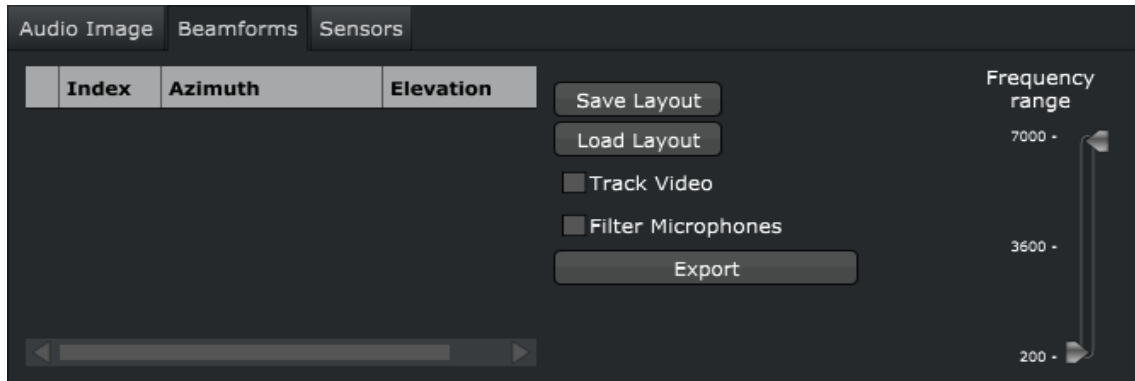 Audio Image Beamforms Sensors
Index Azimuth Elevation
Save Layout
Load Layout
Track Video
Filter Microphones
Export
Frequency
range
7000 -
3600 -
200 -